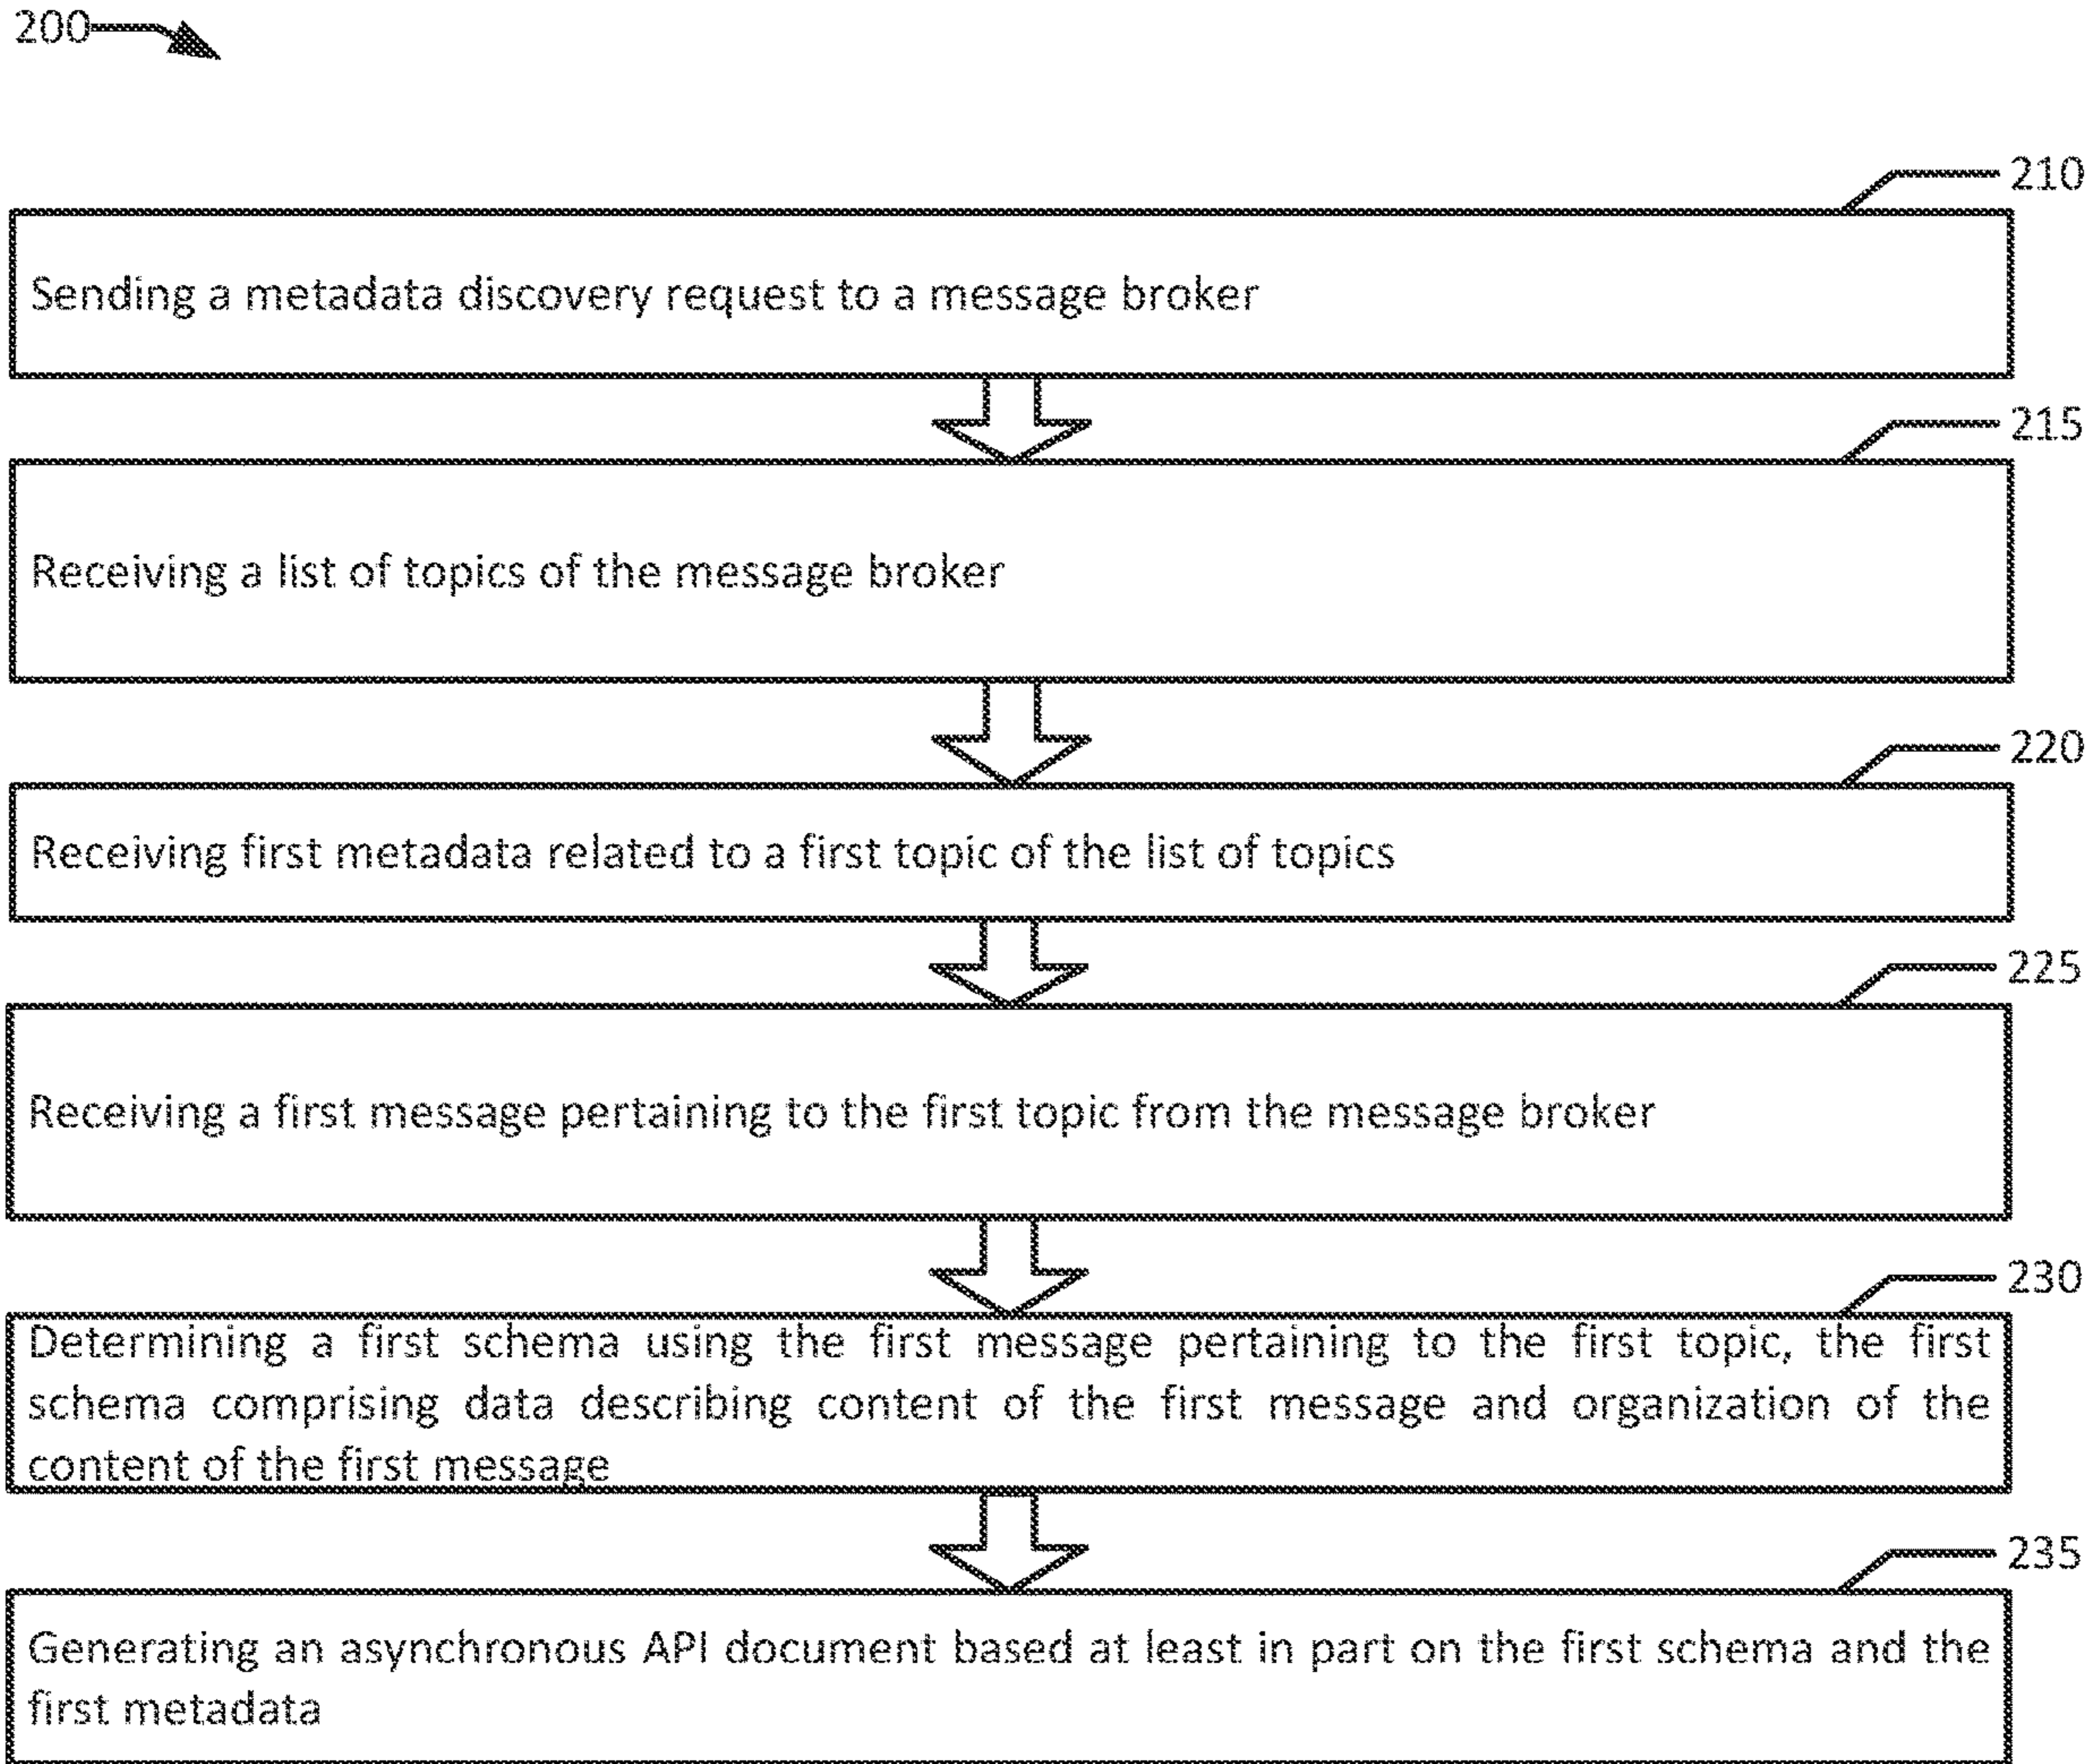 200
210
Sending a metadata discovery request to a message broker
215
Receiving a list of topics of the message broker
220
Receiving first metadata related to a first topic of the list of topics
225
Receiving a first message pertaining to the first topic from the message broker
230
Determining a first schema using the first message pertaining to the first topic, the first
schema comprising data describing content of the first message and organization of the
content of the first message
235
Generating an asynchronous API document based at least in part on the first schema and the
first metadata